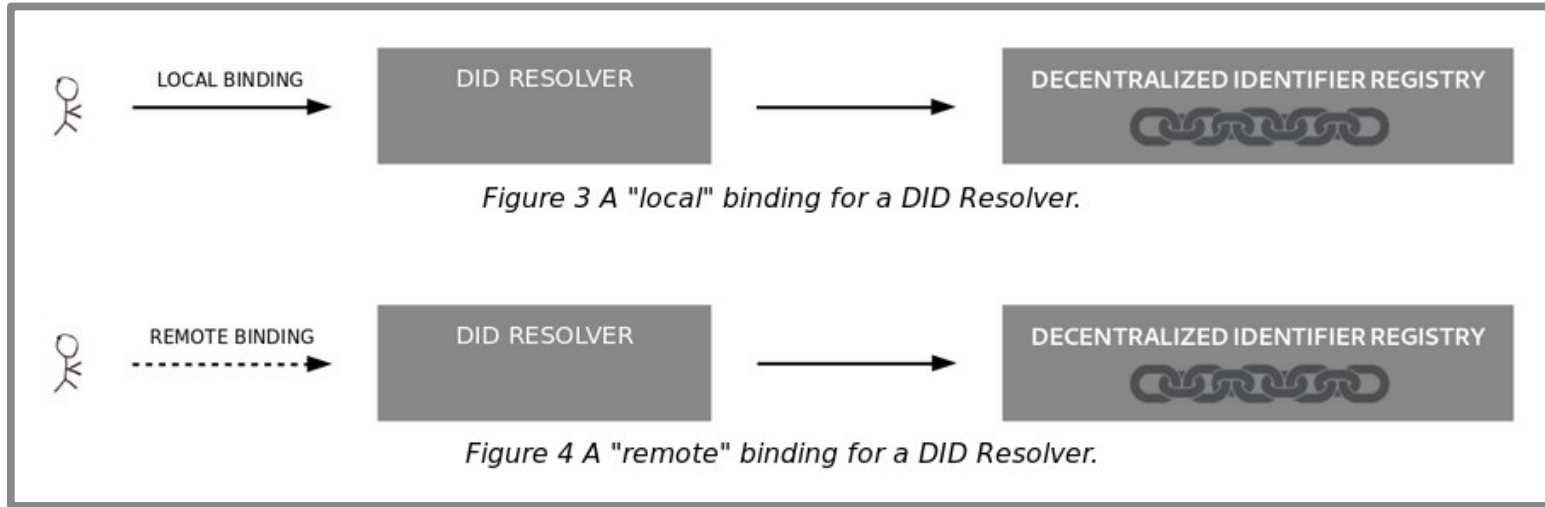 LOCAL BINDING
DID RESOLVER
DECENTRALIZED IDENTIFIER REGISTRY
Figure 3 A "local" binding for a DID Resolver.
REMOTE BINDING
DID RESOLVER
DECENTRALIZED IDENTIFIER REGISTRY
Figure 4 A "remote" binding for a DID Resolver.